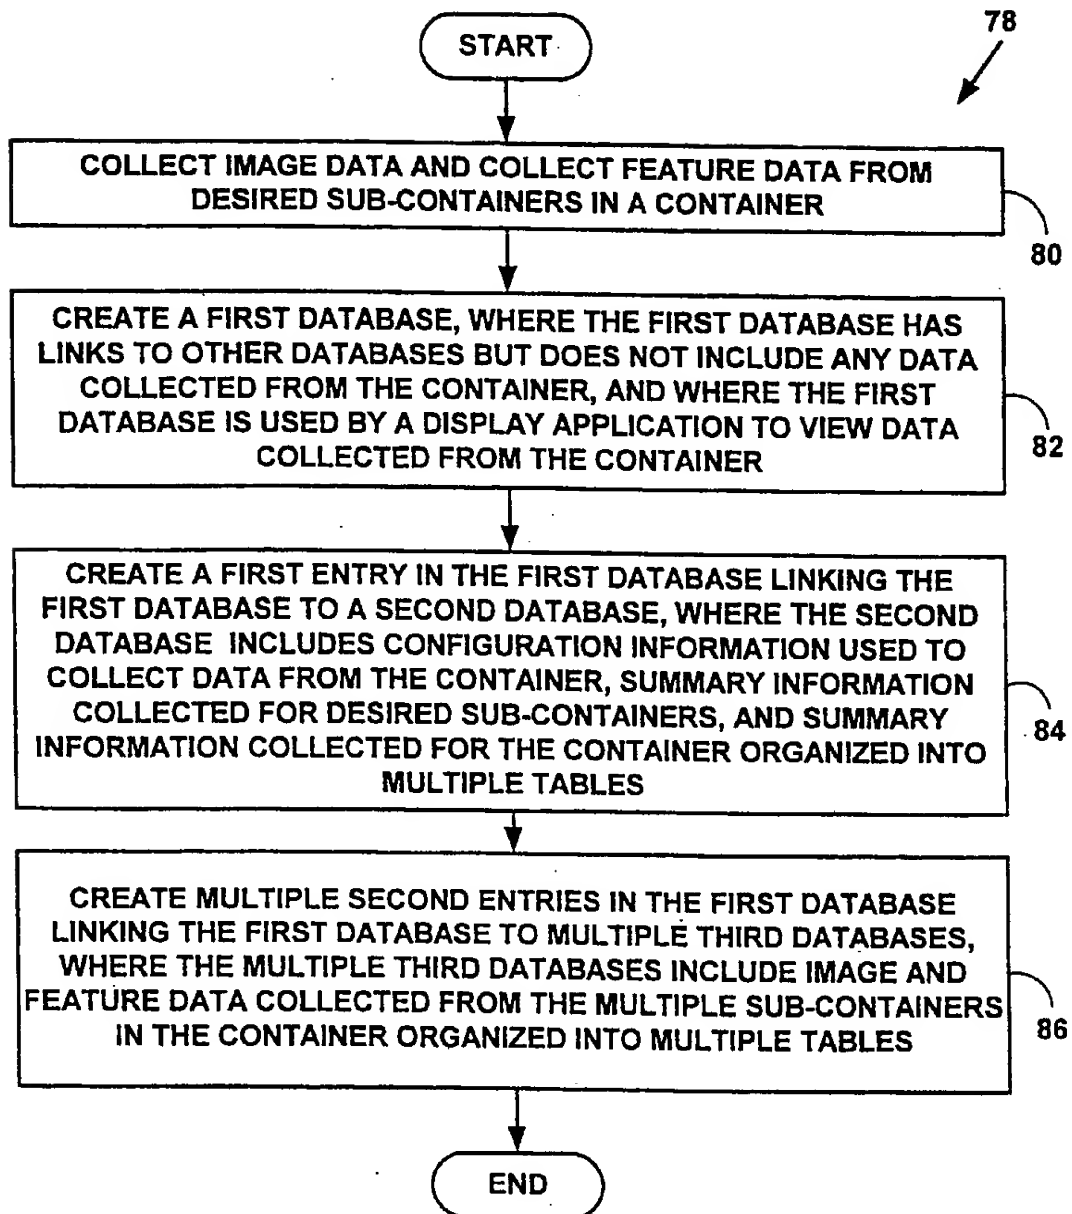 START
78
COLLECT IMAGE DATA AND COLLECT FEATURE DATA FROM
DESIRED SUB-CONTAINERS IN A CONTAINER
80
CREATE A FIRST DATABASE, WHERE THE FIRST DATABASE HAS
LINKS TO OTHER DATABASES BUT DOES NOT INCLUDE ANY DATA
COLLECTED FROM THE CONTAINER, AND WHERE THE FIRST
DATABASE IS USED BY A DISPLAY APPLICATION TO VIEW DATA
COLLECTED FROM THE CONTAINER
82
CREATE A FIRST ENTRY IN THE FIRST DATABASE LINKING THE
FIRST DATABASE TO A SECOND DATABASE, WHERE THE SECOND
DATABASE INCLUDES CONFIGURATION INFORMATION USED TO
COLLECT DATA FROM THE CONTAINER, SUMMARY INFORMATION
COLLECTED FOR DESIRED SUB-CONTAINERS, AND SUMMARY
INFORMATION COLLECTED FOR THE CONTAINER ORGANIZED INTO
MULTIPLE TABLES
84
CREATE MULTIPLE SECOND ENTRIES IN THE FIRST DATABASE
LINKING THE FIRST DATABASE TO MULTIPLE THIRD DATABASES,
WHERE THE MULTIPLE THIRD DATABASES INCLUDE IMAGE AND
FEATURE DATA COLLECTED FROM THE MULTIPLE SUB-CONTAINERS
IN THE CONTAINER ORGANIZED INTO MULTIPLE TABLES
86
END